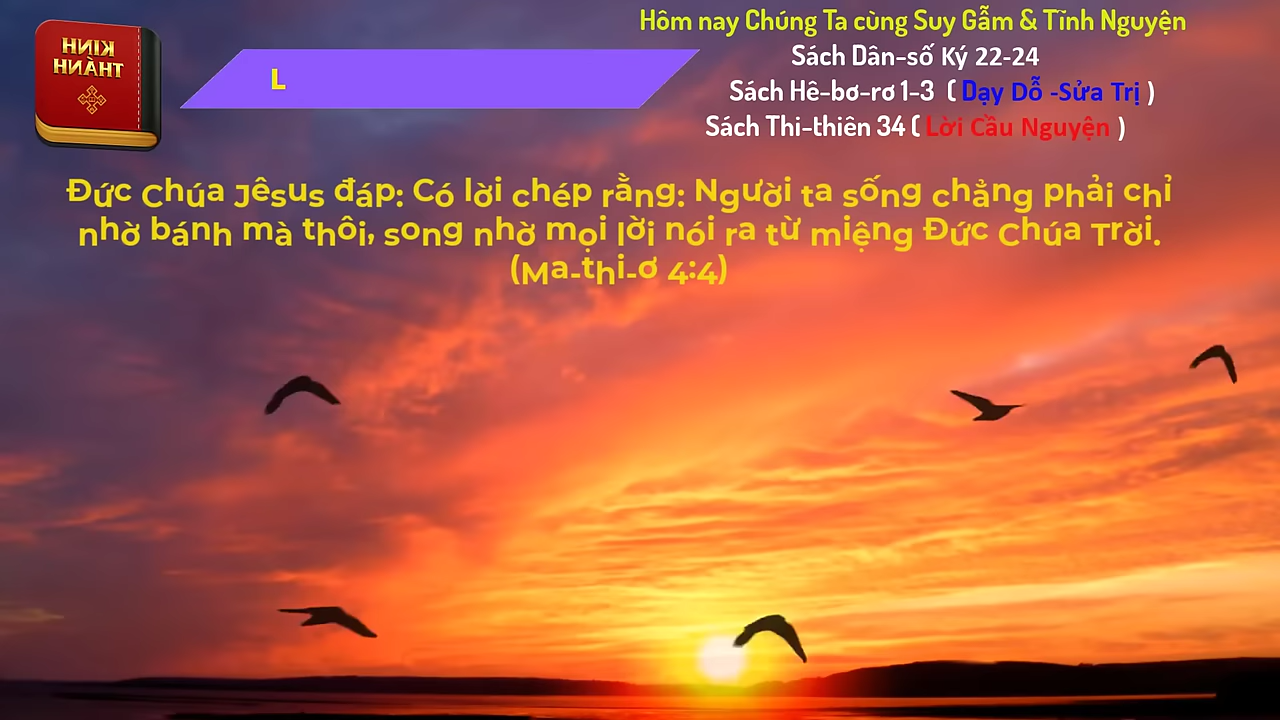 KINH
THÁNH
L
Hôm nay Chúng Ta cùng Suy Gẫm & Tĩnh Nguyện
Sách Dân-số Ký 22-24
Sách Hê-bơ-rơ 1-3 ( Dạy Dỗ -Sửa Trị )
Sách Thi-thiên 34 ( Lời Cầu Nguyện )
Đức Chúa Jêsus đáp: Có lời chép rằng: Người ta sống chẳng phải chỉ
nhờ bánh mà thôi, song nhờ mọi lời nói ra từ miệng Đức Chúa Trời.
(Ma-thi-ơ 4:4)